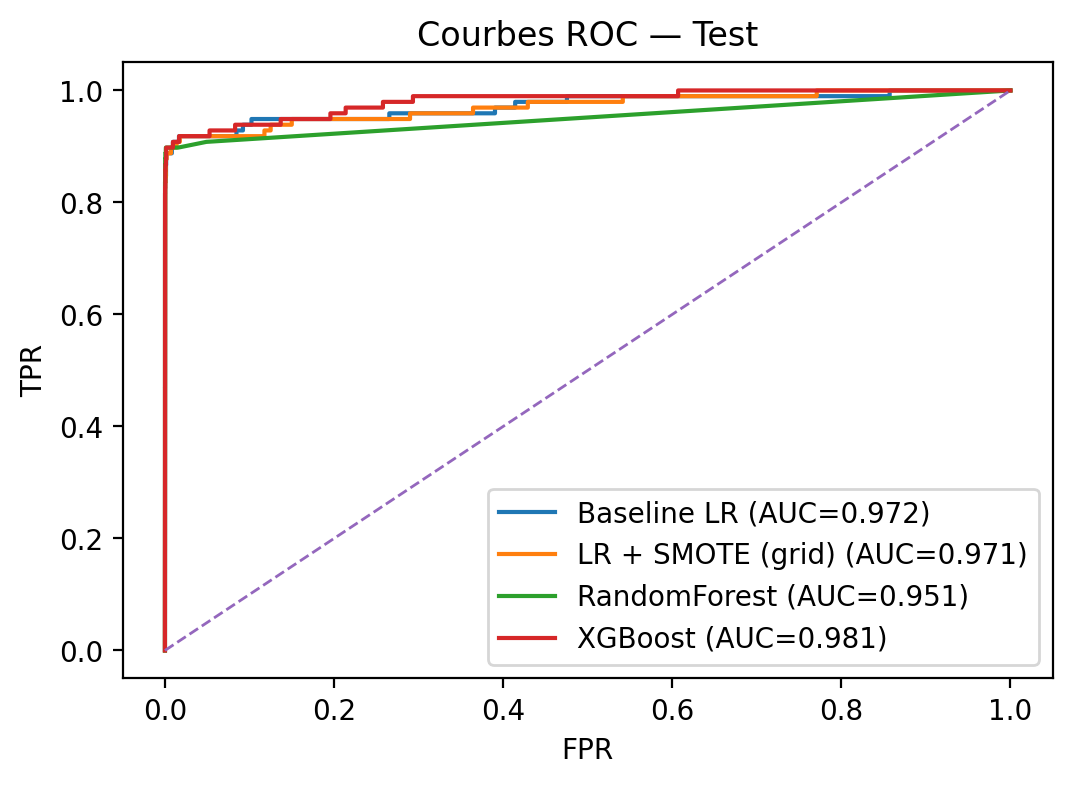 Courbes ROC — Test
1.0
0.8
0.6
0.4
0.2
0.0
TPR
Baseline LR (AUC=0.972)
LR + SMOTE (grid) (AUC=0.971)
RandomForest (AUC=0.951)
XGBoost (AUC=0.981)
0.0 0.2 0.4 0.6 0.8 1.0
FPR